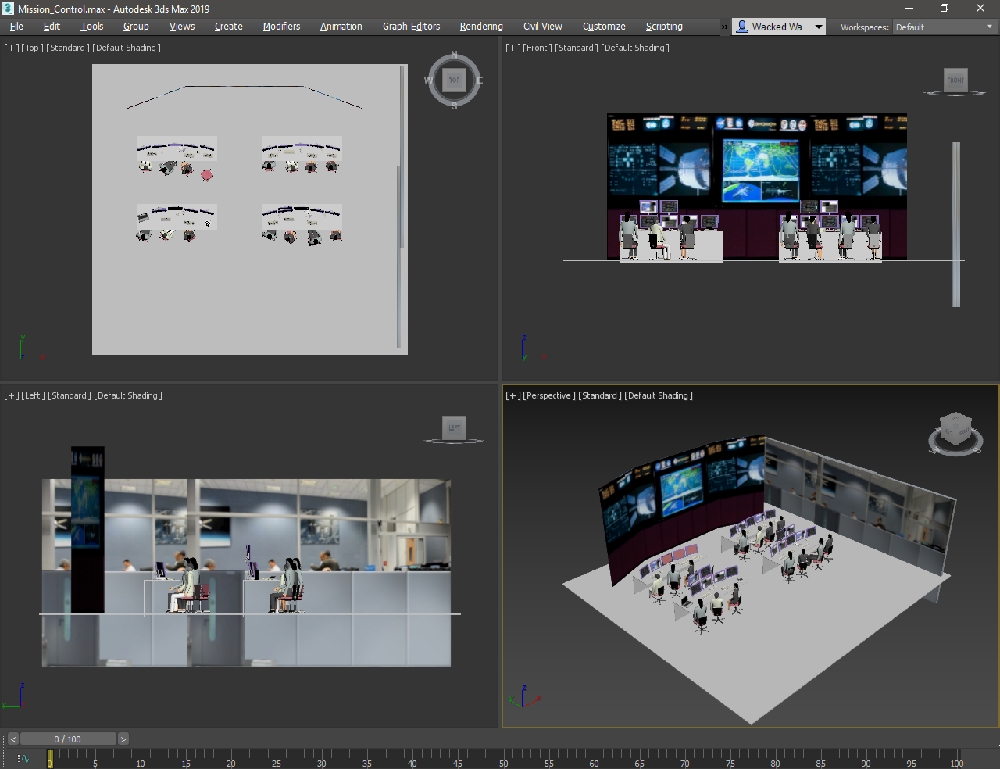 Mission_Control.max - Autodesk 3ds Max 2019
File Edit Tools Group Views Create Modifiers Animation Graph Editors Rendering Civil View Customize Scripting » Wacked Wa Workspaces: Default
[+] [Top] [Standard] [Default Shading]
[+] [Front] [Standard] [Default Shading]
N
W TOP E
S
FRONT
[+] [Left] [Standard] [Default Shading]
[+] [Perspective] [Standard] [Default Shading]
LEFT
< 0 / 100 >
0 5 10 15 20 25 30 35 40 45 50 55 60 65 70 75 80 85 90 95 100